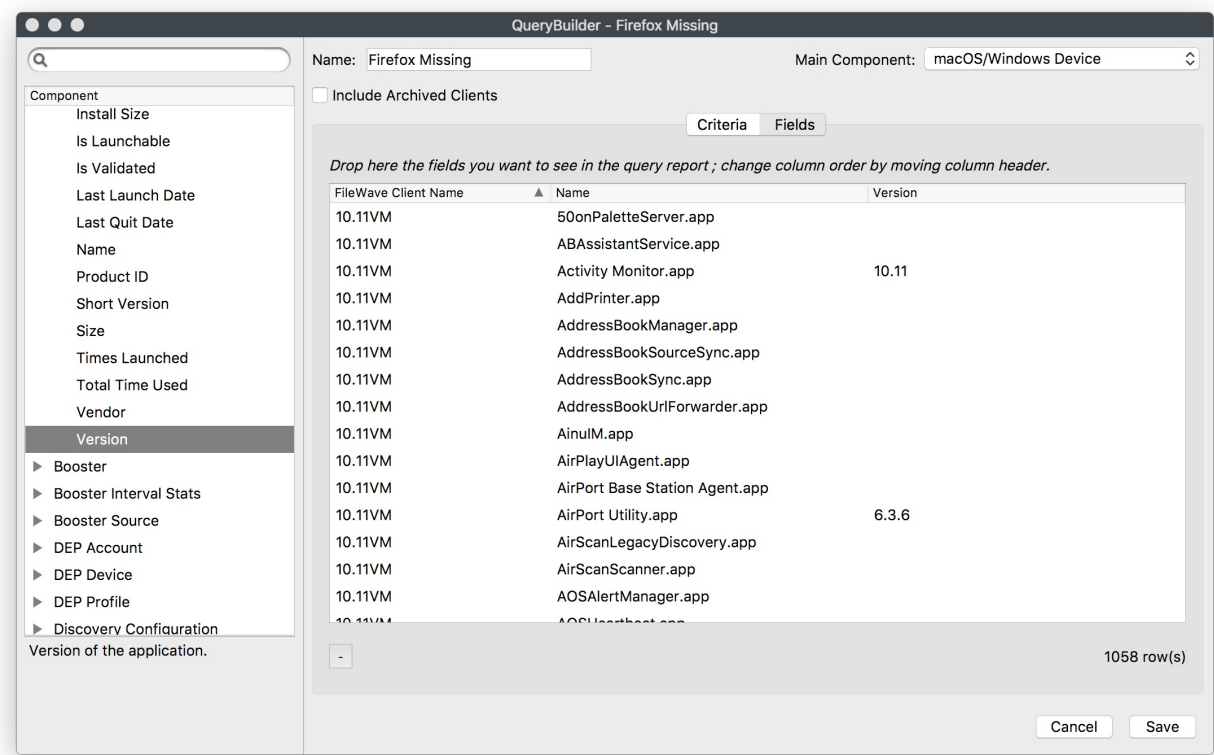 QueryBuilder - Firefox Missing
Name: Firefox Missing
Main Component: macOS/Windows Device
Include Archived Clients
Component
Install Size
Is Launchable
Is Validated
Last Launch Date
Last Quit Date
Name
Product ID
Short Version
Size
Times Launched
Total Time Used
Vendor
Version
Booster
Booster Interval Stats
Booster Source
DEP Account
DEP Device
DEP Profile
Discovery Configuration
Version of the application.
Criteria Fields
Drop here the fields you want to see in the query report ; change column order by moving column header.
FileWave Client Name Name Version
10.11VM 50onPaletteServer.app
10.11VM ABAssistantService.app
10.11VM Activity Monitor.app 10.11
10.11VM AddPrinter.app
10.11VM AddressBookManager.app
10.11VM AddressBookSourceSync.app
10.11VM AddressBookSync.app
10.11VM AddressBookUrlForwarder.app
10.11VM AinuIM.app
10.11VM AirPlayUIAgent.app
10.11VM AirPort Base Station Agent.app
10.11VM AirPort Utility.app 6.3.6
10.11VM AirScanLegacyDiscovery.app
10.11VM AirScanScanner.app
10.11VM AOSAlertManager.app
10.11VM
-
1058 row(s)
Cancel Save